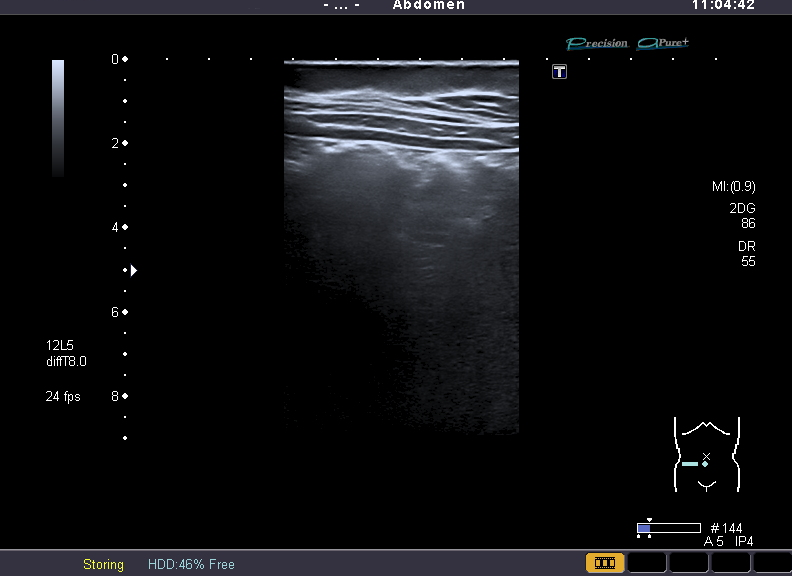 - ... - Abdomen 11:04:42
Precision APure+
0
T
2
MI:(0.9)
2DG
86
4
DR
55
6
12L5
diffT8.0
24 fps
8
# 144
A 5 IP4
Storing HDD:46% Free